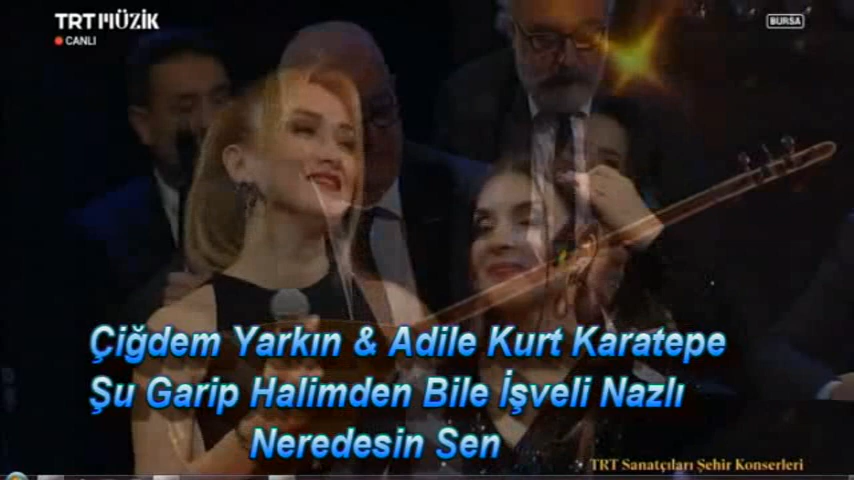 TRT MÜZİK
CANLI
BURSA
Çiğdem Yarkın & Adile Kurt Karatepe
Şu Garip Halimden Bile İşveli Nazlı
Neredesin Sen
TRT Sanatçıları Şehir Konserleri